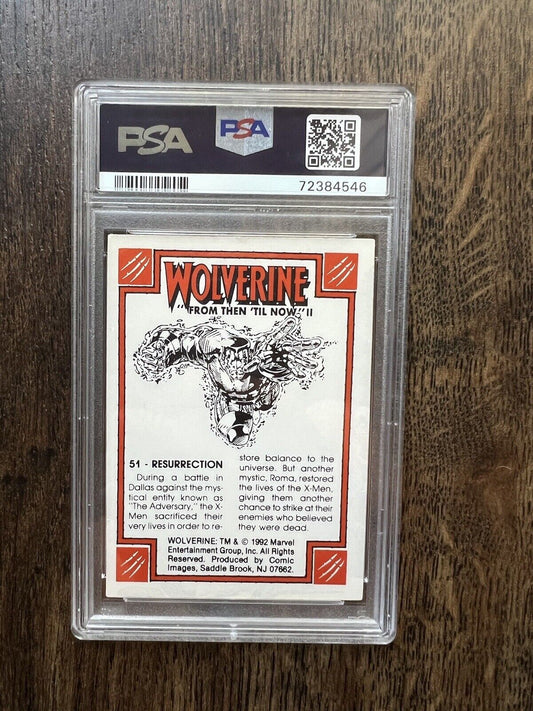 PSA
PSA
72384546
WOLVERINE
"FROM THEN 'TIL NOW" II
51 - RESURRECTION
During a battle in
Dallas against the mys-
tical entity known as
"The Adversary," the X-
Men sacrificed their
very lives in order to re-
store balance to the
universe. But another
mystic, Roma, restored
the lives of the X-Men,
giving them another
chance to strike at their
enemies who believed
they were dead.
WOLVERINE: TM & © 1992 Marvel
Entertainment Group, Inc. All Rights
Reserved. Produced by Comic
Images, Saddle Brook, NJ 07662.